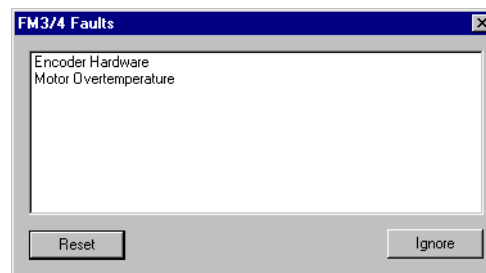 FM3/4 Faults
Encoder Hardware
Motor Overtemperature
Reset
Ignore